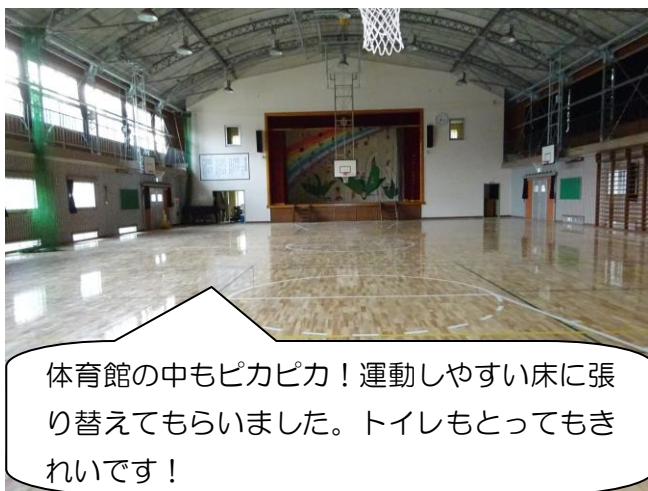 体育館の中もピカピカ！運動しやすい床に張
り替えてもらいました。トイレもとってもき
れいです！